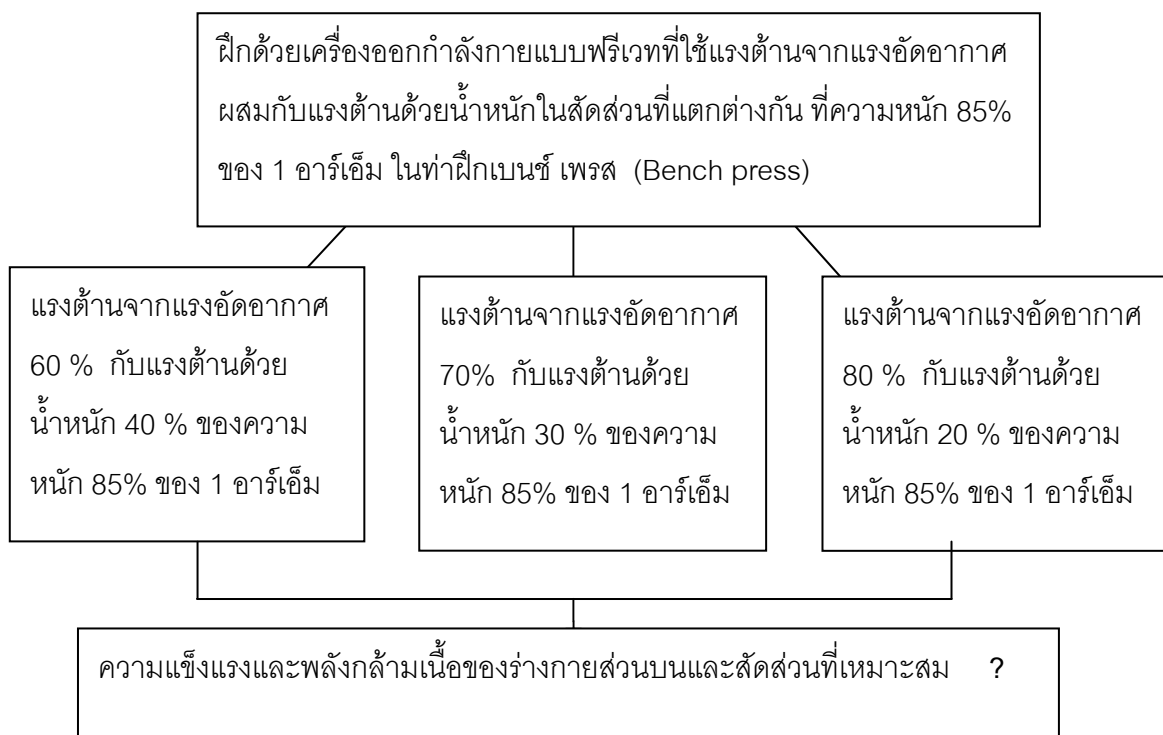 ฝึกด้วยเครื่องออกกำลังกายแบบฟรีเวทที่ใช้แรงต้านจากแรงอัดอากาศ
ผสมกับแรงต้านด้วยน้ำหนักในสัดส่วนที่แตกต่างกัน ที่ความหนัก 85%
ของ 1 อาร์เอ็ม ในท่าฝึกเบนช์ เพรส (Bench press)
แรงต้านจากแรงอัดอากาศ
60 % กับแรงต้านด้วย
น้ำหนัก 40 % ของความ
หนัก 85% ของ 1 อาร์เอ็ม
แรงต้านจากแรงอัดอากาศ
70% กับแรงต้านด้วย
น้ำหนัก 30 % ของความ
หนัก 85% ของ 1 อาร์เอ็ม
แรงต้านจากแรงอัดอากาศ
80 % กับแรงต้านด้วย
น้ำหนัก 20 % ของความ
หนัก 85% ของ 1 อาร์เอ็ม
ความแข็งแรงและพลังกล้ามเนื้อของร่างกายส่วนบนและสัดส่วนที่เหมาะสม ?